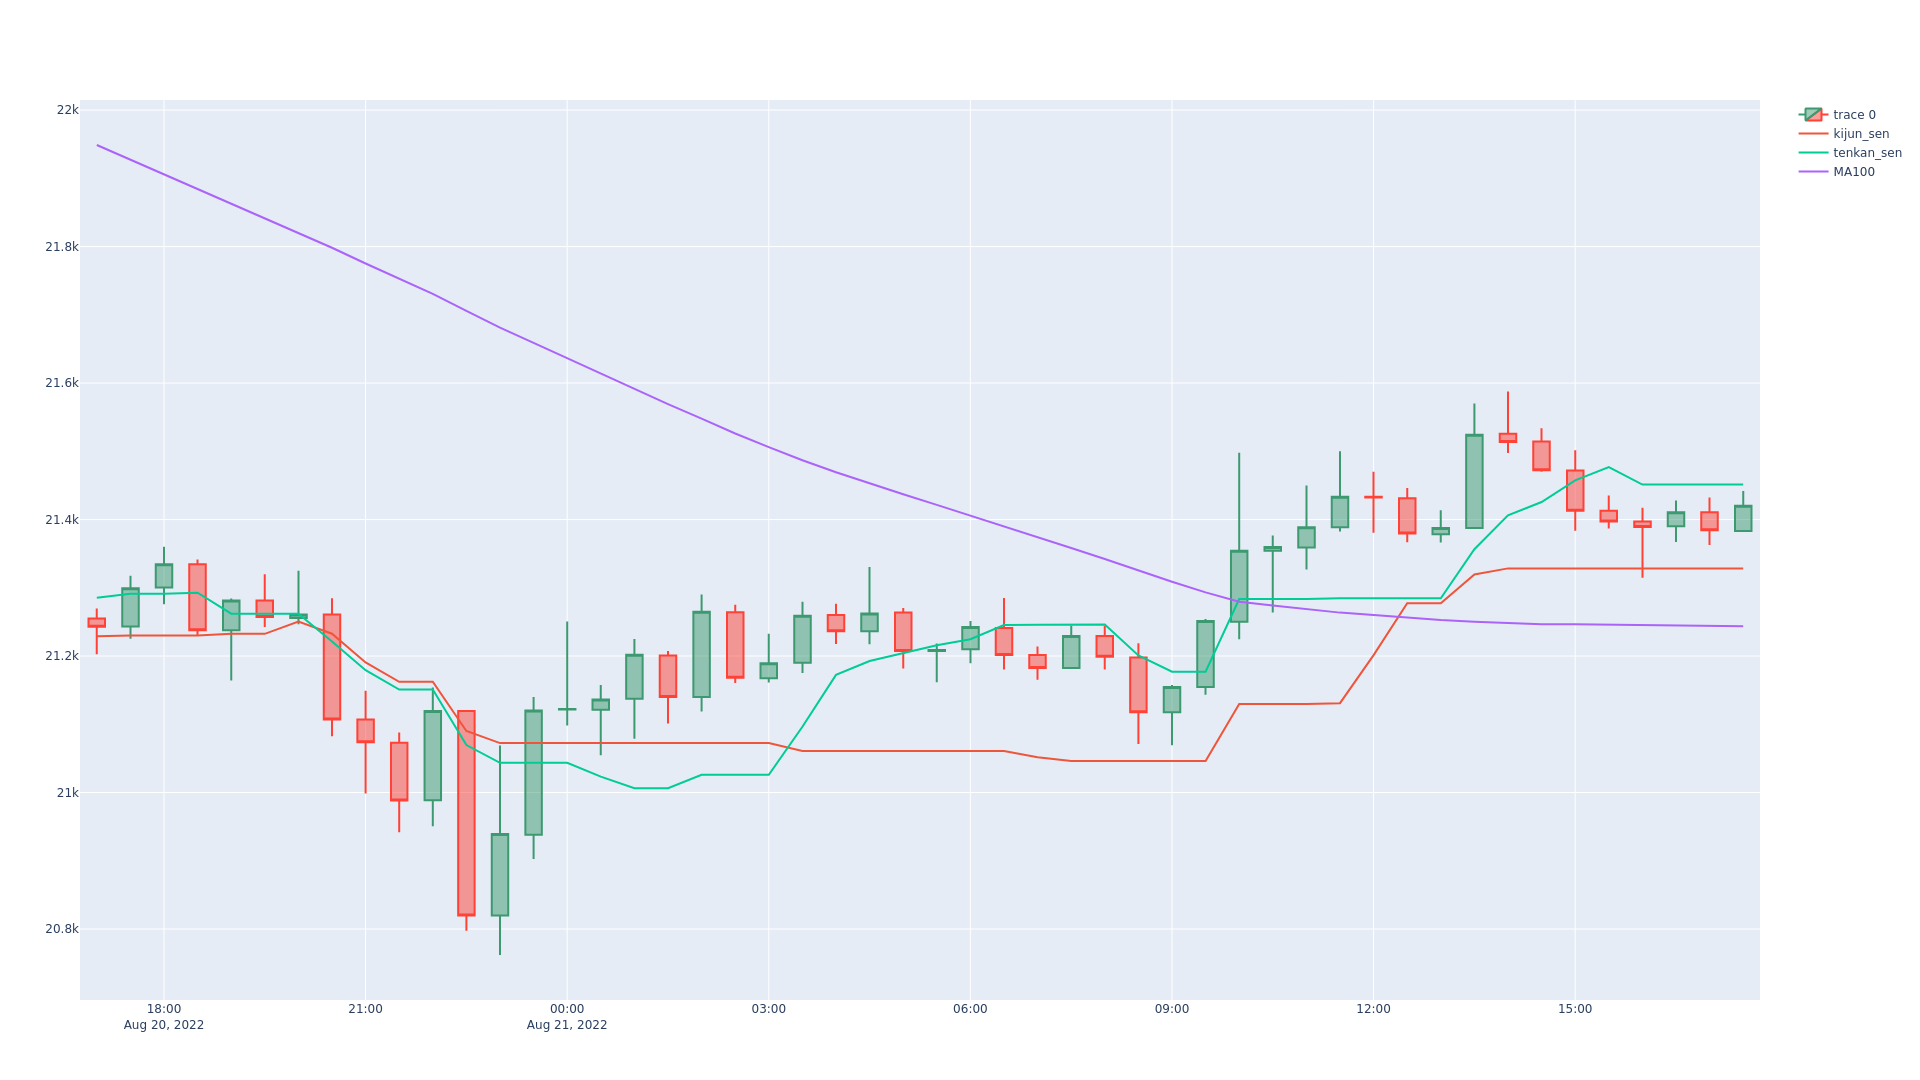 22k
21.8k
21.6k
21.4k
21.2k
21k
20.8k
18:00
Aug 20, 2022
21:00
00:00
Aug 21, 2022
03:00
06:00
09:00
12:00
15:00
trace 0
kijun_sen
tenkan_sen
MA100